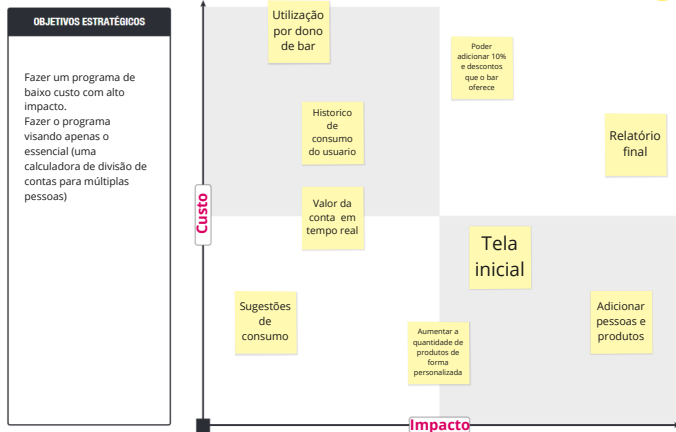 OBJETIVOS ESTRATÉGICOS
Fazer um programa de
baixo custo com alto
impacto.
Fazer o programa
visando apenas o
essencial (uma
calculadora de divisão de
contas para múltiplas
pessoas)
Custo
Utilização
por dono
de bar
Poder
adicionar 10%
e descontos
que o bar
oferece
Historico
de
consumo
do usuario
Relatório
final
Valor da
conta em
tempo real
Tela
inicial
Sugestões
de
consumo
Adicionar
pessoas e
produtos
Aumentar a
quantidade de
produtos de
forma
personalizada
Impacto